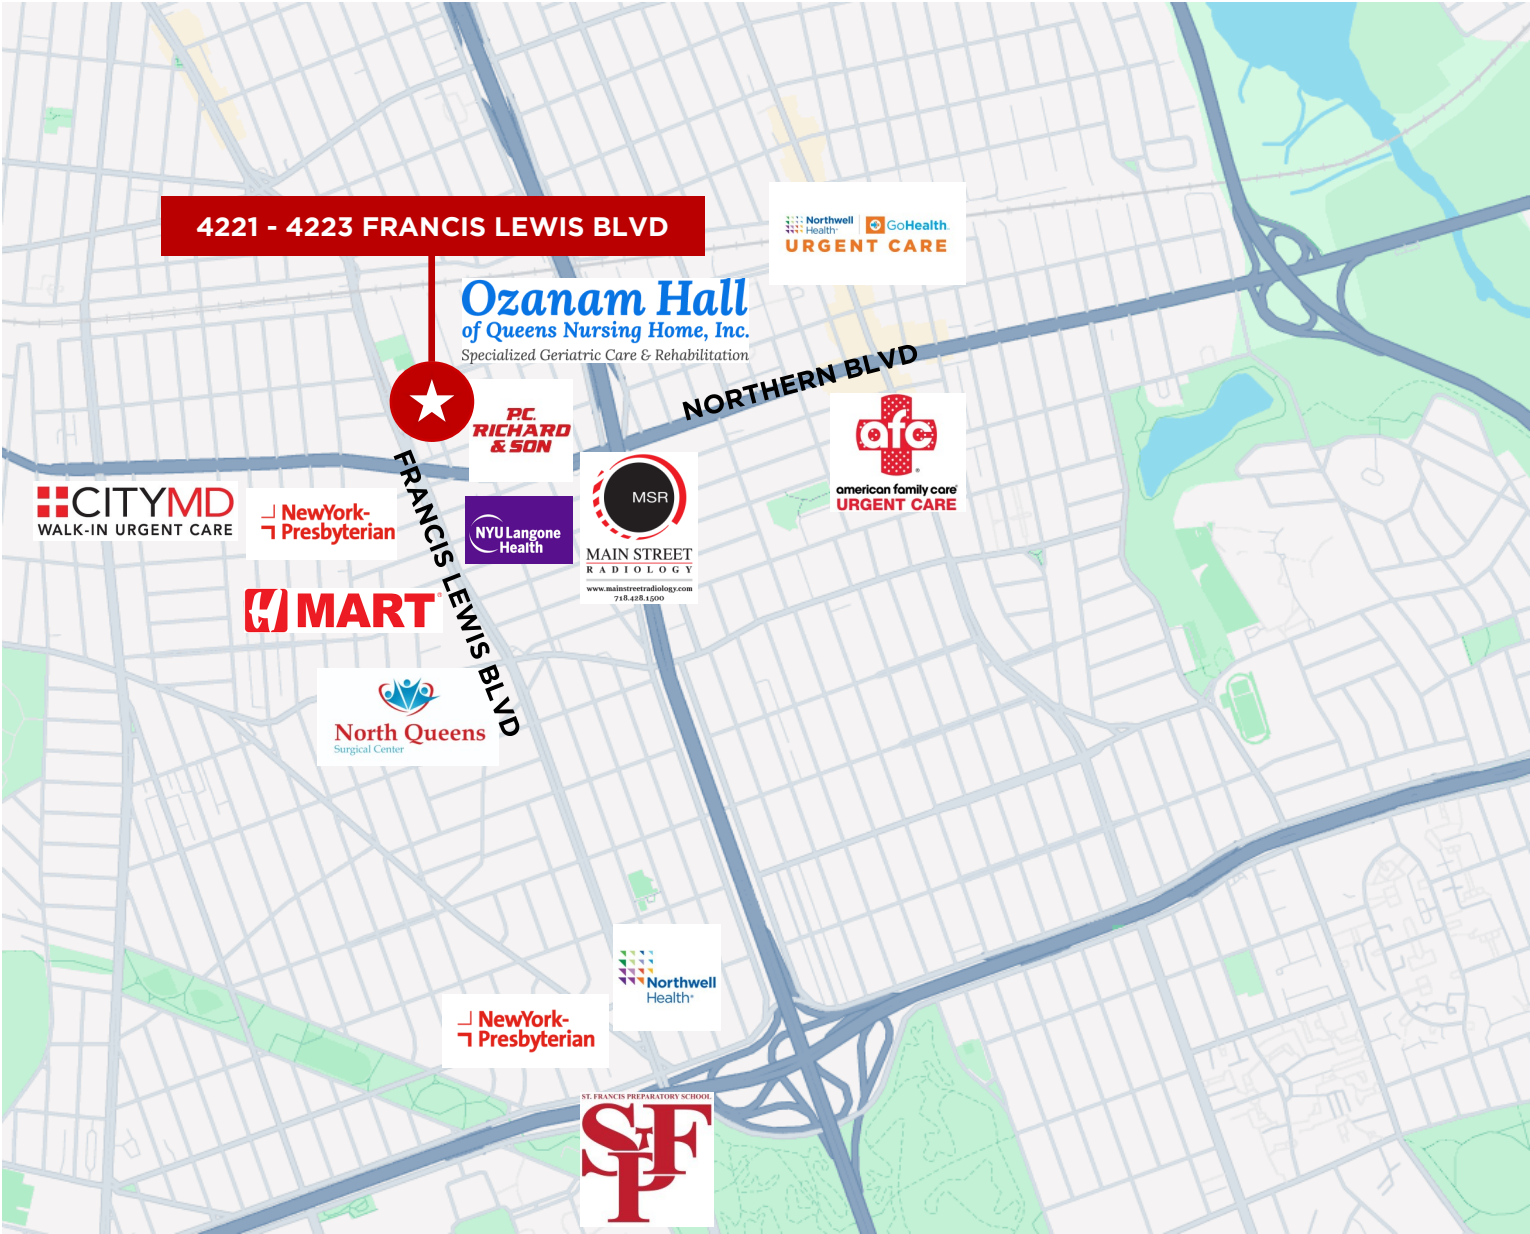 4221 - 4223 FRANCIS LEWIS BLVD
Northwell
Health
GoHealth
URGENT CARE
Ozanam Hall
of Queens Nursing Home, Inc.
Specialized Geriatric Care & Rehabilitation
NORTHERN BLVD
P.C.
RICHARD
& SON
afc
american family care
URGENT CARE
FRANCIS LEWIS BLVD
CITYMD
WALK-IN URGENT CARE
NewYork-
Presbyterian
NYU Langone
Health
MSR
MAIN STREET
RADIOLOGY
www.mainstreetradiology.com
718.428.1500
H MART
North Queens
Surgical Center
Northwell
Health
NewYork-
Presbyterian
ST. FRANCIS PREPARATORY SCHOOL
STFP